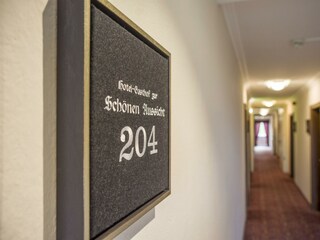 Hotel-Gasthof zur
Schönen Aussicht
204